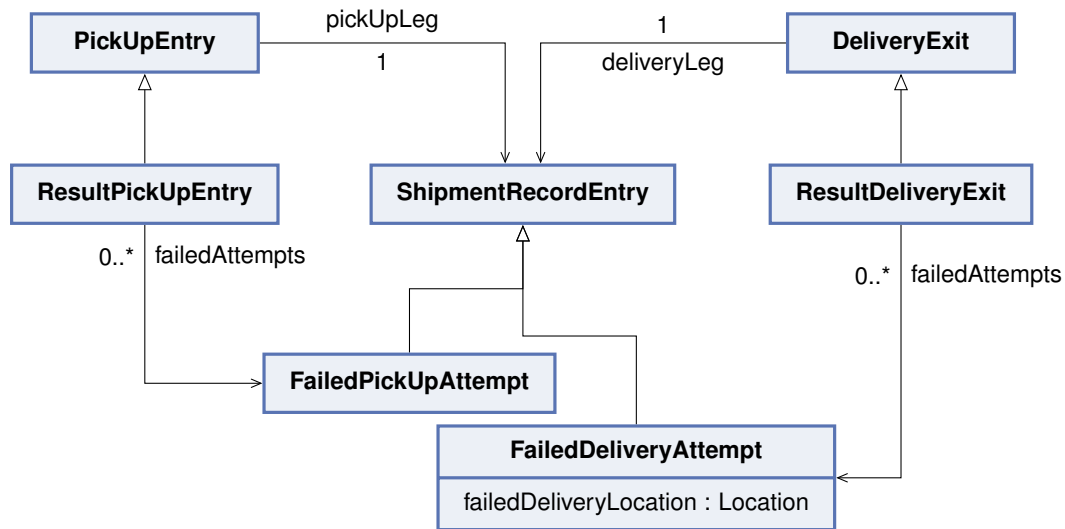 PickUpEntry
pickUpLeg
1
1
deliveryLeg
DeliveryExit
ResultPickUpEntry
ShipmentRecordEntry
ResultDeliveryExit
0..* failedAttempts
0..* failedAttempts
FailedPickUpAttempt
FailedDeliveryAttempt
failedDeliveryLocation : Location